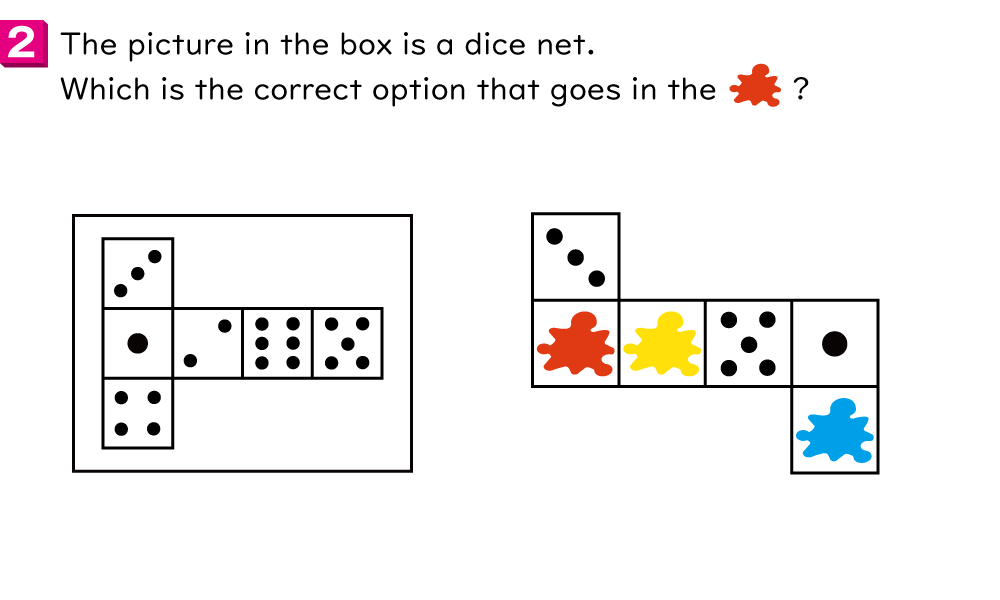 2 The picture in the box is a dice net.
Which is the correct option that goes in the ?